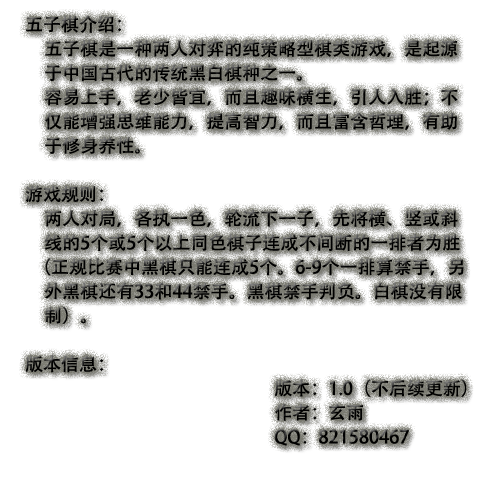 五子棋介绍：
五子棋是一种两人对弈的纯策略型棋类游戏，是起源
于中国古代的传统黑白棋种之一。
容易上手，老少皆宜，而且趣味横生，引人入胜；不
仅能增强思维能力，提高智力，而且富含哲理，有助
于修身养性。
游戏规则：
两人对局，各执一色，轮流下一子，先将横、竖或斜
线的5个或5个以上同色棋子连成不间断的一排者为胜
（正规比赛中黑棋只能连成5个。6-9个一排算禁手，另
外黑棋还有33和44禁手。黑棋禁手判负。白棋没有限
制）。
版本信息：
版本：1.0（不后续更新）
作者：玄雨
QQ：821580467